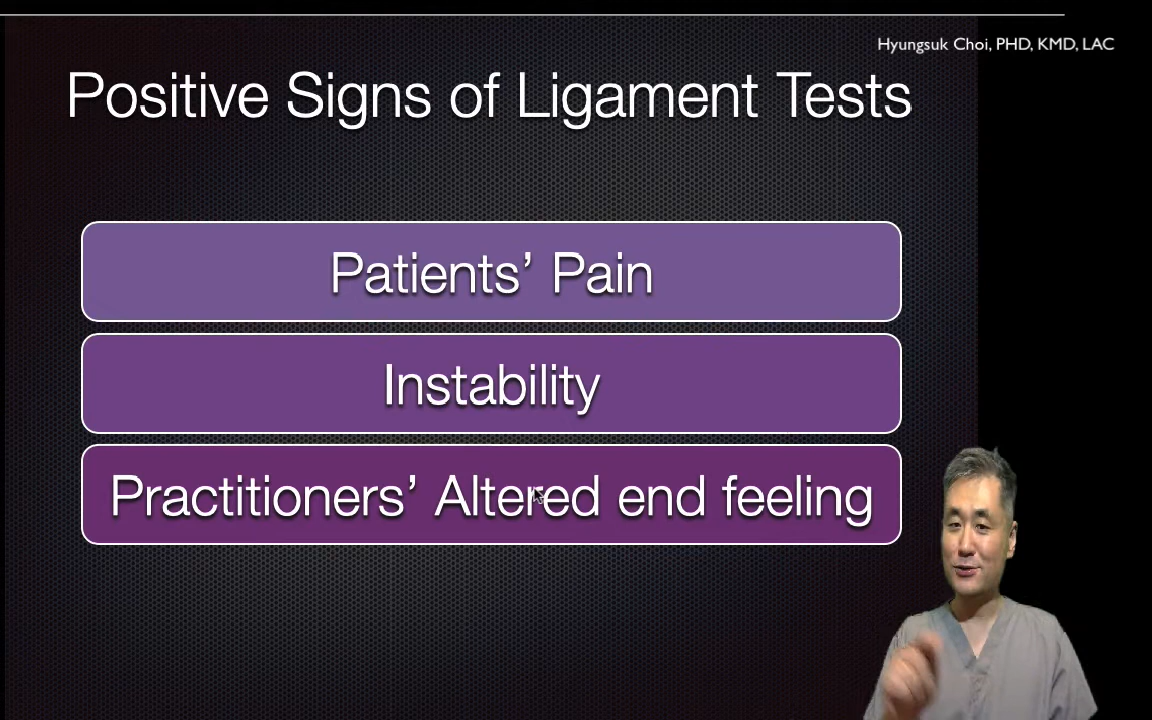 Hyungsuk Choi, PHD, KMD, LAC
Positive Signs of Ligament Tests
Patients’ Pain
Instability
Practitioners’ Altered end feeling